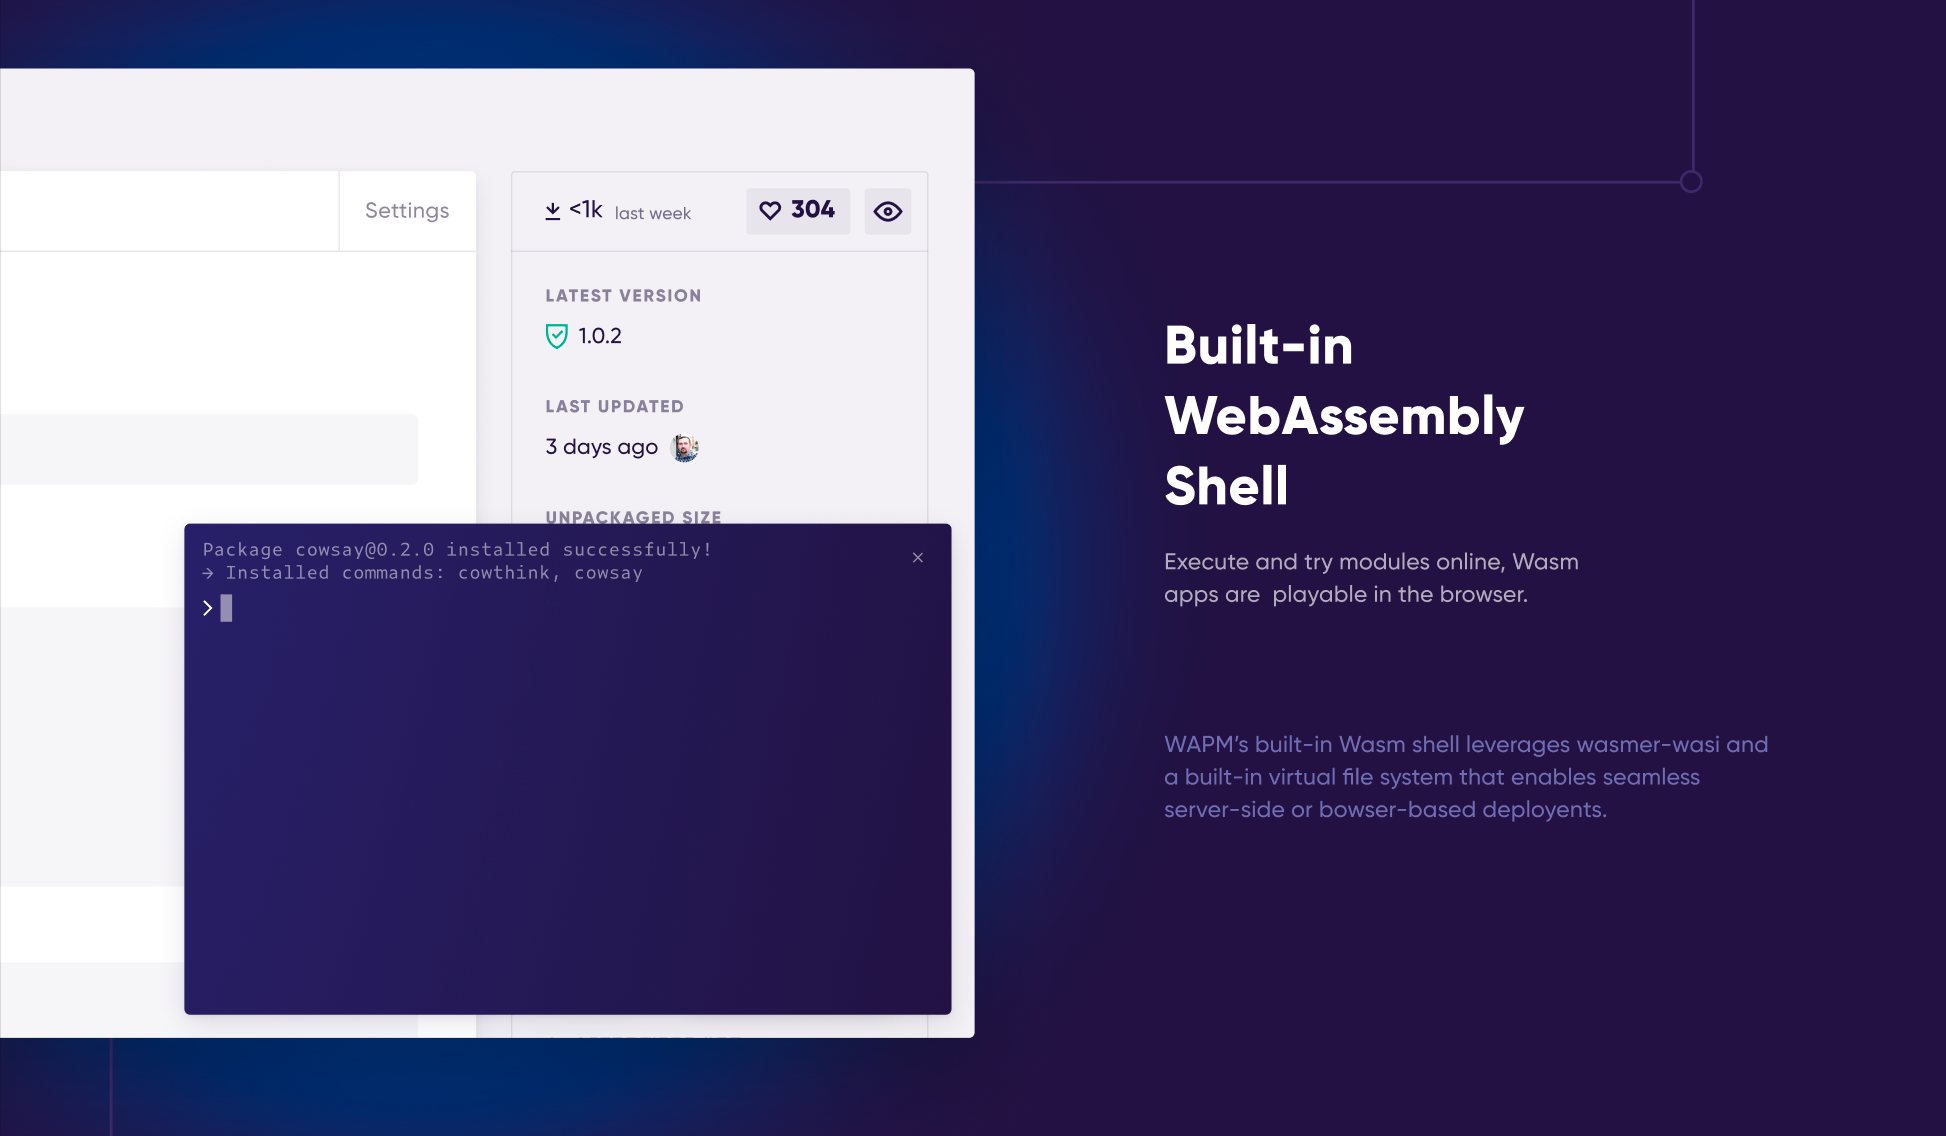 Settings
<1k last week 304
LATEST VERSION
1.0.2
LAST UPDATED
3 days ago
UNPACKAGED SIZE
Package cowsay@0.2.0 installed successfully!
→ Installed commands: cowthink, cowsay
Built-in
WebAssembly
Shell
Execute and try modules online, Wasm
apps are  playable in the browser.
WAPM’s built-in Wasm shell leverages wasmer-wasi and
a built-in virtual file system that enables seamless
server-side or bowser-based deployents.